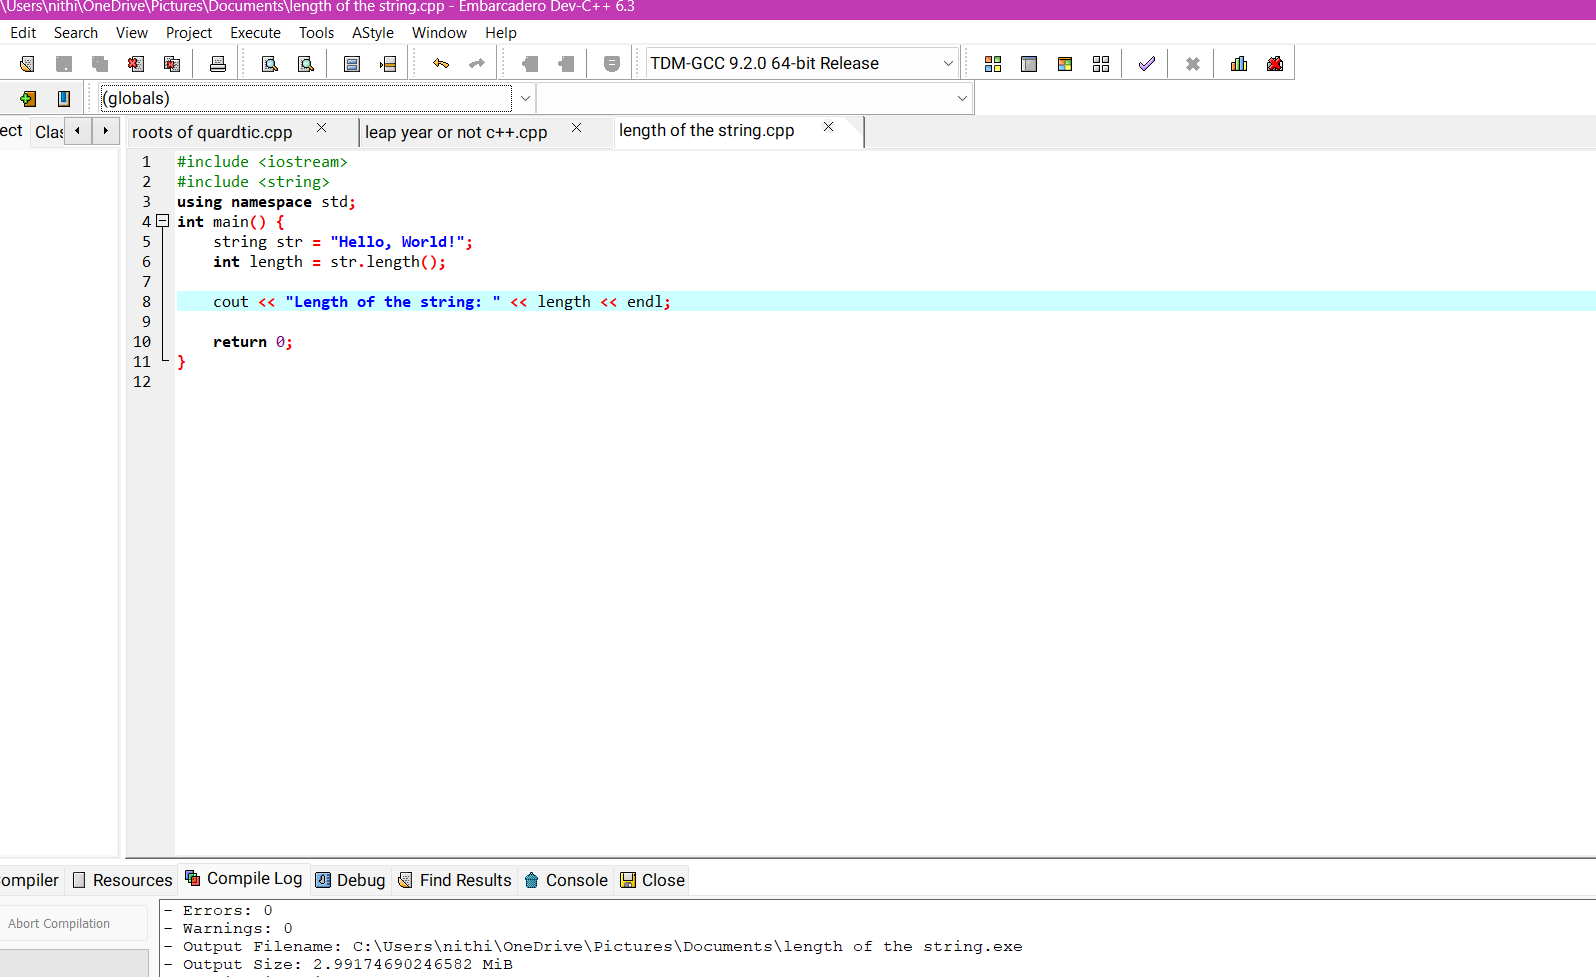 \Users\nithi\OneDrive\Pictures\Documents\length of the string.cpp - Embarcadero Dev-C++ 6.3
Edit Search View Project Execute Tools AStyle Window Help
TDM-GCC 9.2.0 64-bit Release
(globals)
ect Clas roots of quardtic.cpp leap year or not c++.cpp length of the string.cpp
1 #include <iostream>
2 #include <string>
3 using namespace std;
4 int main() {
5 string str = "Hello, World!";
6 int length = str.length();
7
8 cout << "Length of the string: " << length << endl;
9
10 return 0;
11 }
12
ompiler Resources Compile Log Debug Find Results Console Close
Abort Compilation
- Errors: 0
- Warnings: 0
- Output Filename: C:\Users\nithi\OneDrive\Pictures\Documents\length of the string.exe
- Output Size: 2.99174690246582 MiB